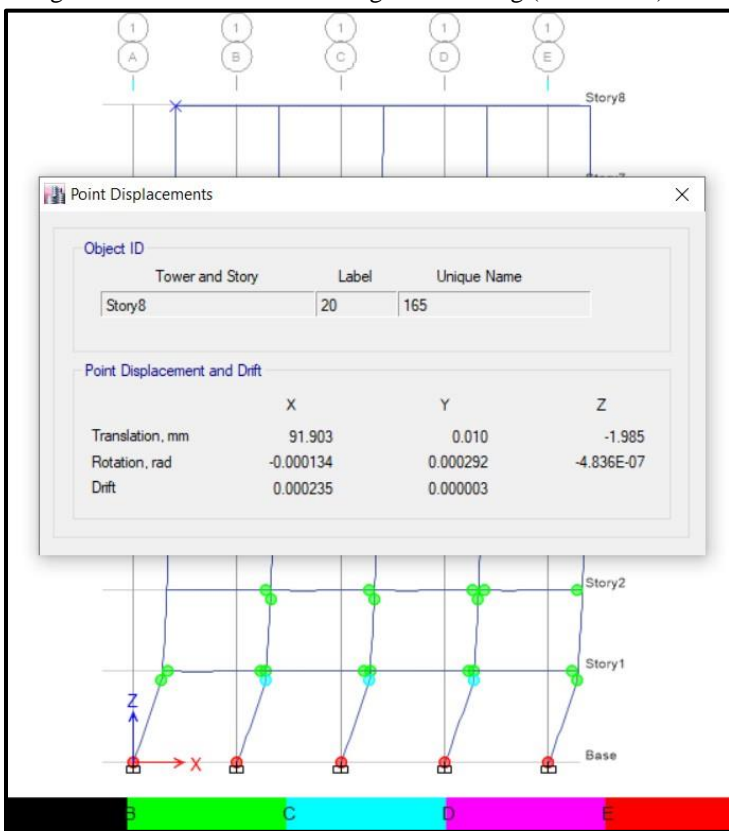 1 1 1 1 1
A B C D E
Story8
Point Displacements
Object ID
Tower and Story Label Unique Name
Story8 20 165
Point Displacement and Drift
X Y Z
Translation, mm 91.903 0.010 -1.985
Rotation, rad -0.000134 0.000292 -4.836E-07
Drift 0.000235 0.000003
Story2
Story1
Z
X
Base
B C D E